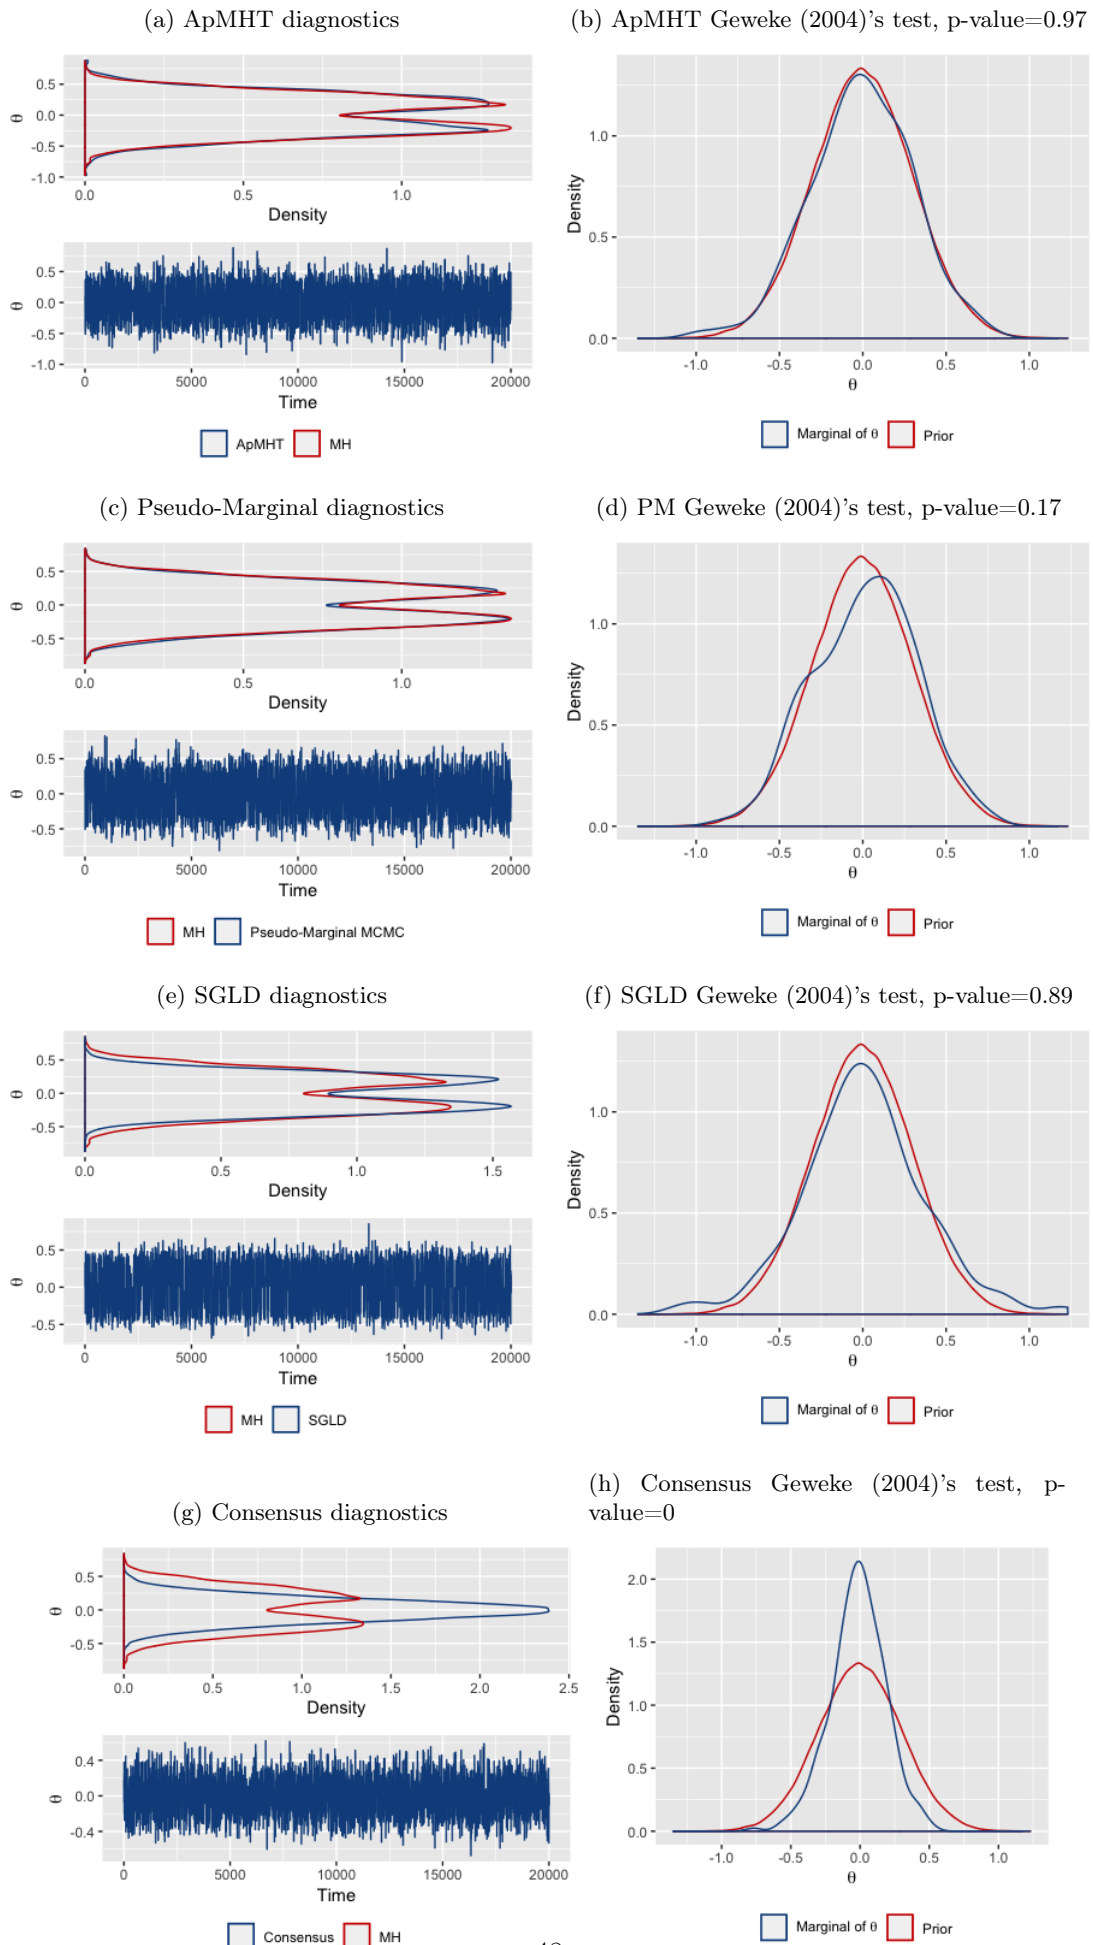 (a) ApMHT diagnostics
0.5
0.0
-0.5
-1.0
θ
0.0 0.5 1.0
Density
0.5
0.0
-0.5
-1.0
θ
0 5000 10000 15000 20000
Time
ApMHT MH
(b) ApMHT Geweke (2004)'s test, p-value=0.97
1.0
0.5
0.0
Density
-1.0 -0.5 0.0 0.5 1.0
θ
Marginal of θ Prior
(c) Pseudo-Marginal diagnostics
0.5
0.0
-0.5
θ
0.0 0.5 1.0
Density
0.5
0.0
-0.5
θ
0 5000 10000 15000 20000
Time
MH Pseudo-Marginal MCMC
(d) PM Geweke (2004)'s test, p-value=0.17
1.0
0.5
0.0
Density
-1.0 -0.5 0.0 0.5 1.0
θ
Marginal of θ Prior
(e) SGLD diagnostics
0.5
0.0
-0.5
θ
0.0 0.5 1.0 1.5
Density
0.5
0.0
-0.5
θ
0 5000 10000 15000 20000
Time
MH SGLD
(f) SGLD Geweke (2004)'s test, p-value=0.89
1.0
0.5
0.0
Density
-1.0 -0.5 0.0 0.5 1.0
θ
Marginal of θ Prior
(g) Consensus diagnostics
0.5
0.0
-0.5
θ
0.0 0.5 1.0 1.5 2.0 2.5
Density
0.4
0.0
-0.4
θ
0 5000 10000 15000 20000
Time
Consensus MH
(h) Consensus Geweke (2004)'s test, p-
value=0
2.0
1.5
1.0
0.5
0.0
Density
-1.0 -0.5 0.0 0.5 1.0
θ
Marginal of θ Prior